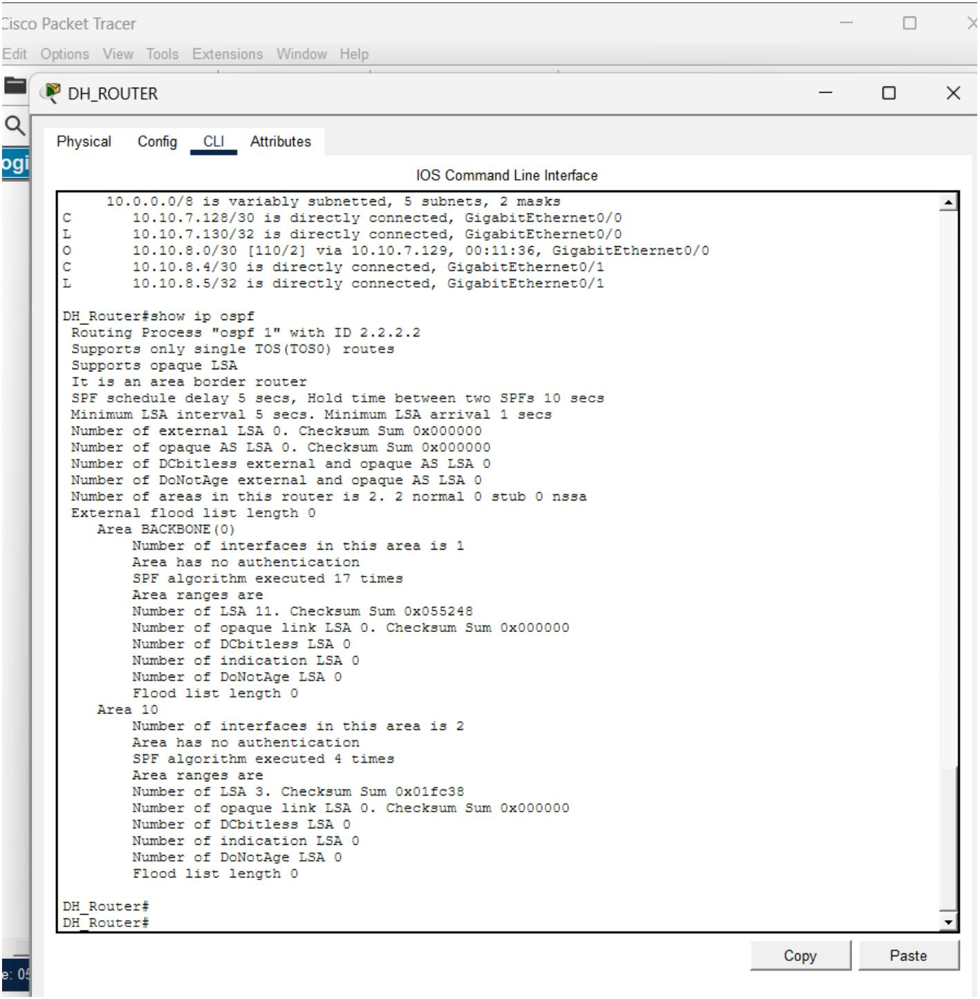 Cisco Packet Tracer
Edit Options View Tools Extensions Window Help
DH_ROUTER
Physical Config CLI Attributes
ogi
IOS Command Line Interface
10.0.0.0/8 is variably subnetted, 5 subnets, 2 masks
C 10.10.7.128/30 is directly connected, GigabitEthernet0/0
L 10.10.7.130/32 is directly connected, GigabitEthernet0/0
O 10.10.8.0/30 [110/2] via 10.10.7.129, 00:11:36, GigabitEthernet0/0
C 10.10.8.4/30 is directly connected, GigabitEthernet0/1
L 10.10.8.5/32 is directly connected, GigabitEthernet0/1
DH_Router#show ip ospf
Routing Process "ospf 1" with ID 2.2.2.2
Supports only single TOS(TOS0) routes
Supports opaque LSA
It is an area border router
SPF schedule delay 5 secs, Hold time between two SPFs 10 secs
Minimum LSA interval 5 secs. Minimum LSA arrival 1 secs
Number of external LSA 0. Checksum Sum 0x000000
Number of opaque AS LSA 0. Checksum Sum 0x000000
Number of DCbitless external and opaque AS LSA 0
Number of DoNotAge external and opaque AS LSA 0
Number of areas in this router is 2. 2 normal 0 stub 0 nssa
External flood list length 0
Area BACKBONE(0)
Number of interfaces in this area is 1
Area has no authentication
SPF algorithm executed 17 times
Area ranges are
Number of LSA 11. Checksum Sum 0x055248
Number of opaque link LSA 0. Checksum Sum 0x000000
Number of DCbitless LSA 0
Number of indication LSA 0
Number of DoNotAge LSA 0
Flood list length 0
Area 10
Number of interfaces in this area is 2
Area has no authentication
SPF algorithm executed 4 times
Area ranges are
Number of LSA 3. Checksum Sum 0x01fc38
Number of opaque link LSA 0. Checksum Sum 0x000000
Number of DCbitless LSA 0
Number of indication LSA 0
Number of DoNotAge LSA 0
Flood list length 0
DH_Router#
DH_Router#
Copy Paste
e: 05